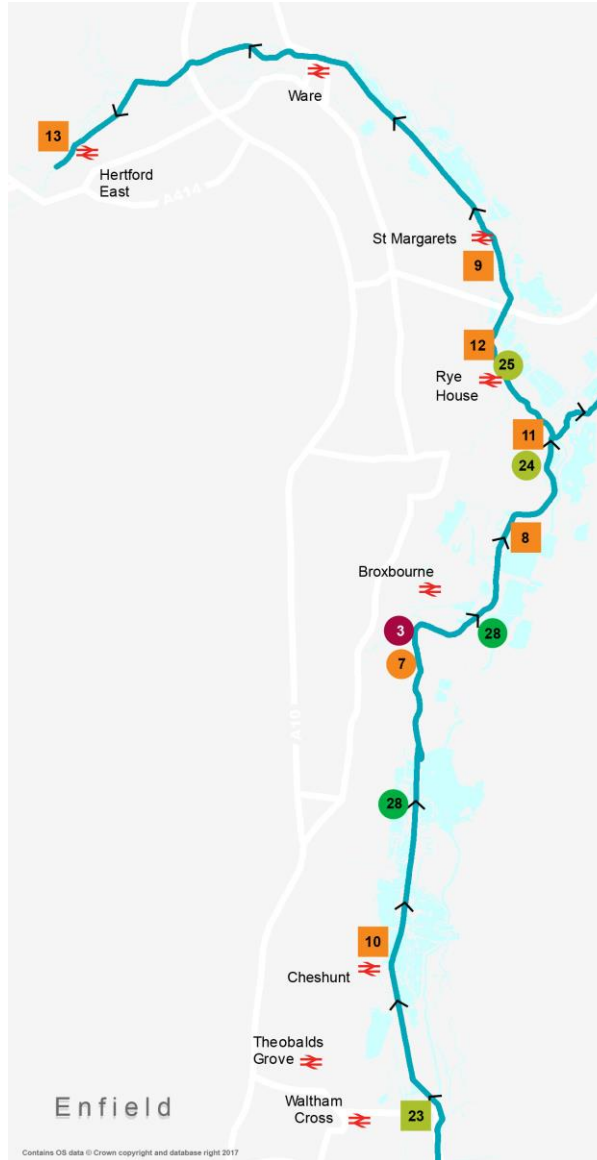 Ware
13
Hertford
East
A414
St Margarets
9
12
25
Rye
House
11
24
8
Broxbourne
3
28
7
A10
28
10
Cheshunt
Theobalds
Grove
Enfield
Waltham
Cross
23
Contains OS data © Crown copyright and database right 2017